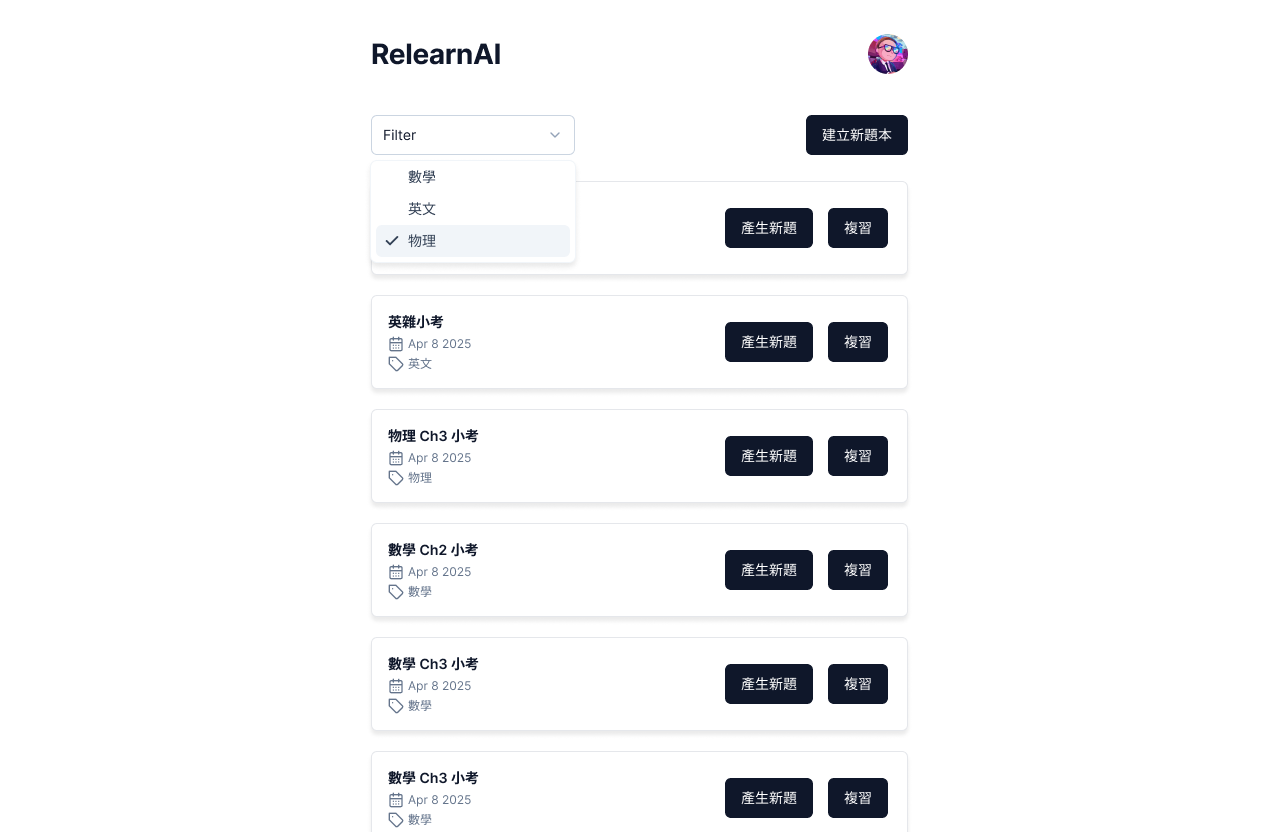 RelearnAI
Filter
建立新題本
數學
英文
物理
產生新題
複習
英雜小考
Apr 8 2025
英文
產生新題
複習
物理 Ch3 小考
Apr 8 2025
物理
產生新題
複習
數學 Ch2 小考
Apr 8 2025
數學
產生新題
複習
數學 Ch3 小考
Apr 8 2025
數學
產生新題
複習
數學 Ch3 小考
Apr 8 2025
數學
產生新題
複習